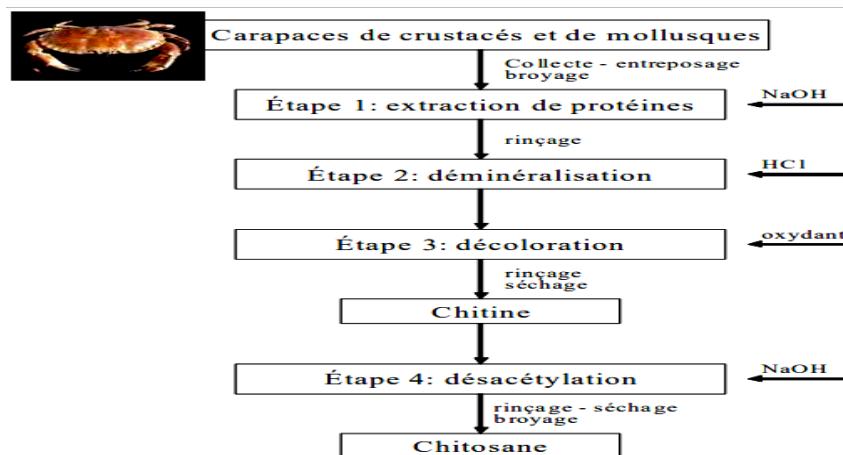 Carapaces de crustacés et de mollusques
Collecte - entreposage
broyage
Étape 1: extraction de protéines
NaOH
rinçage
Étape 2: déminéralisation
HCl
Étape 3: décoloration
oxydant
rinçage
séchage
Chitine
Étape 4: désacétylation
NaOH
rinçage - séchage
broyage
Chitosane